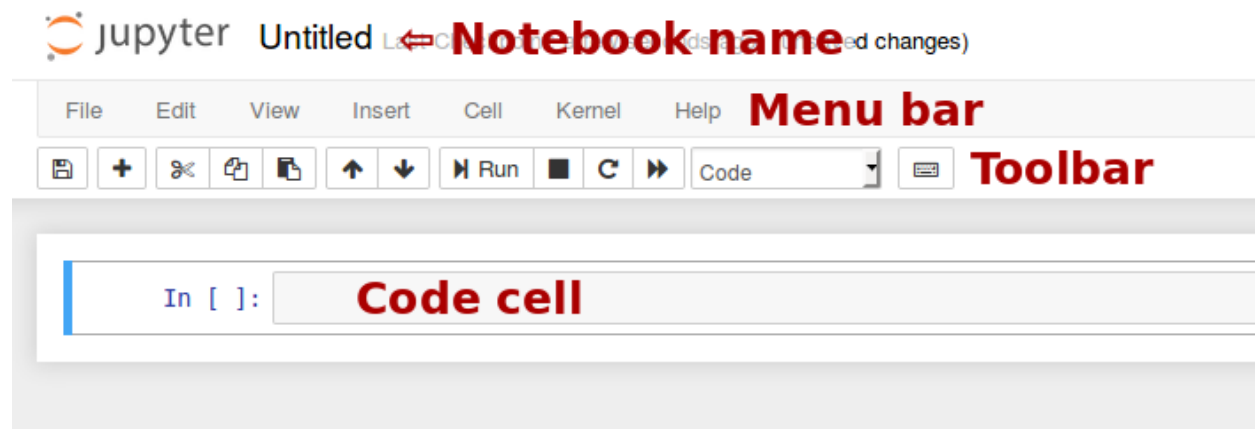 jupyter Untitled ⇦ Notebook name d changes)
File Edit View Insert Cell Kernel Help Menu bar
Run Code Toolbar
In [ ]: Code cell